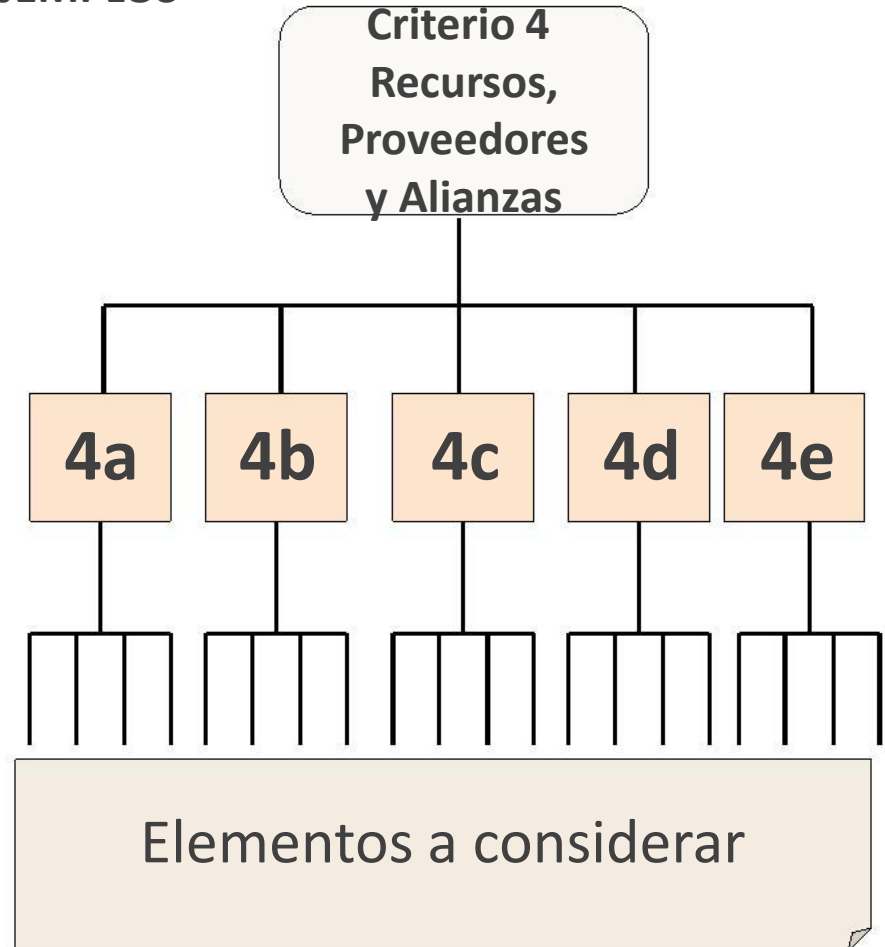 Criterio 4
Recursos,
Proveedores
y Alianzas
4a 4b 4c 4d 4e
Elementos a considerar